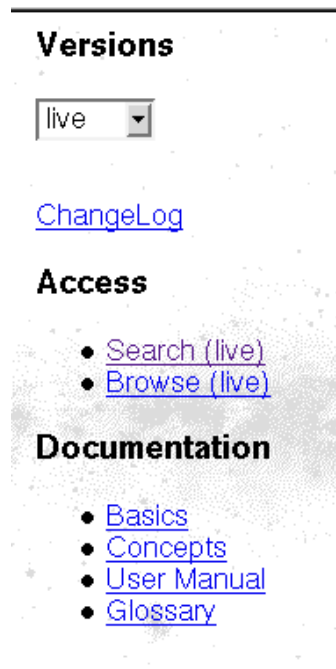 Versions
live
ChangeLog
Access
Search (live)
Browse (live)
Documentation
Basics
Concepts
User Manual
Glossary